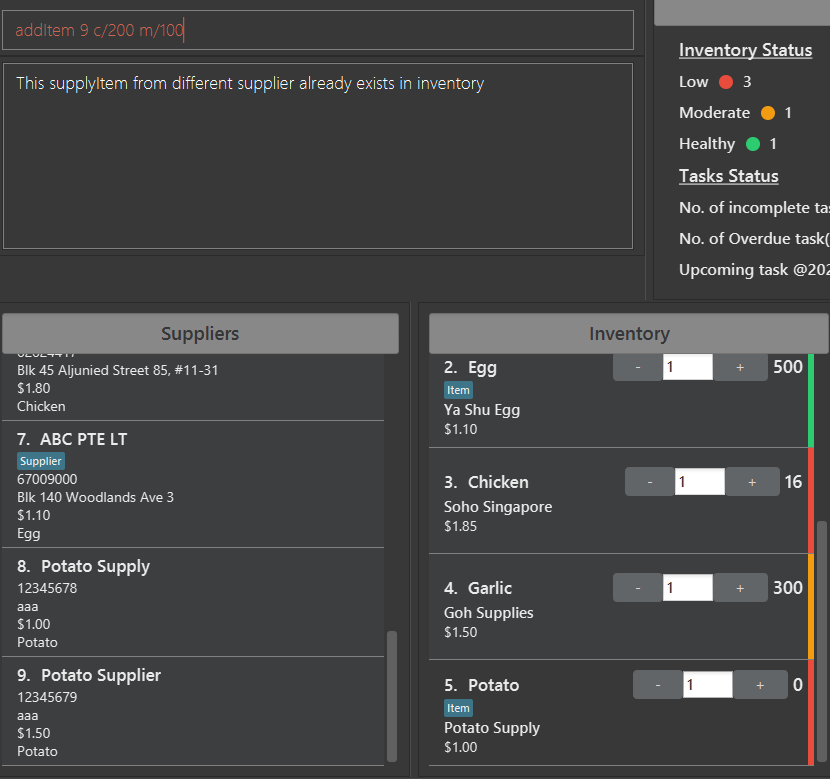 addItem 9 c/200 m/100
This supplyItem from different supplier already exists in inventory
Inventory Status
Low 3
Moderate 1
Healthy 1
Tasks Status
No. of incomplete tas
No. of Overdue task(
Upcoming task @202
Suppliers
Blk 45 Aljunied Street 85, #11-31
$1.80
Chicken
7. ABC PTE LT
Supplier
67009000
Blk 140 Woodlands Ave 3
$1.10
Egg
8. Potato Supply
12345678
aaa
$1.00
Potato
9. Potato Supplier
12345679
aaa
$1.50
Potato
Inventory
2. Egg - 1 + 500
Item
Ya Shu Egg
$1.10
3. Chicken - 1 + 16
Soho Singapore
$1.85
4. Garlic - 1 + 300
Goh Supplies
$1.50
5. Potato - 1 + 0
Item
Potato Supply
$1.00